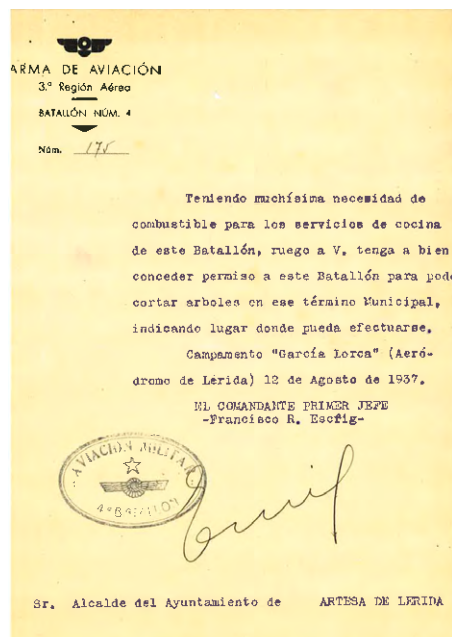 ARMA DE AVIACIÓN
3.ª Región Aérea
BATALLÓN NÚM. 4
Núm. 175
Teniendo muchísima necesidad de
combustible para los servicios de cocina
de este Batallón, ruego a V. tenga a bien
conceder permiso a este Batallón para pode
cortar arboles en ese término Municipal,
indicando lugar donde pueda efectuarse.
Campamento "García Lorca" (Aeró-
dromo de Lerida) 12 de Agosto de 1937.
EL COMANDANTE PRIMER JEFE
-Francisco R. Escfig-
AVIACIÓN MILITAR
4º BATALLON
Sr. Alcalde del Ayuntamiento de ARTESA DE LERIDA